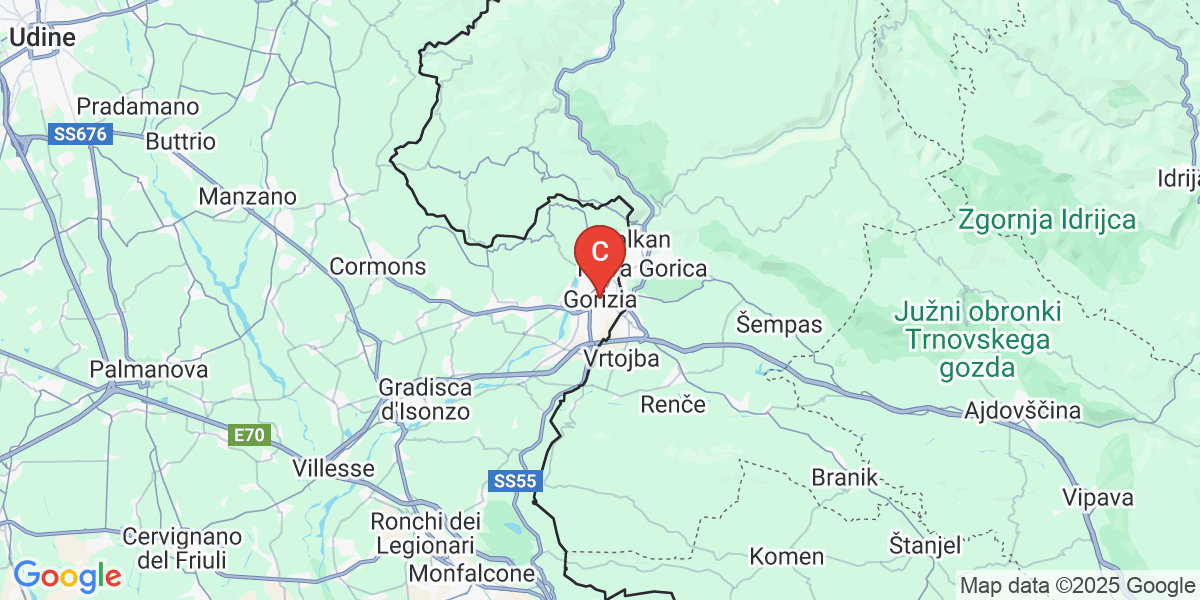 Udine
Pradamano
SS676
Buttrio
Idrija
Manzano
Zgornja Idrijca
C
Cormons
Gorica
Gorizia
Južni obronki
Trnovskega
gozda
Šempas
Vrtojba
Palmanova
Gradisca
d'Isonzo
Renče
Ajdovščina
E70
Villesse
SS55
Branik
Vipava
Ronchi dei
Legionari
Cervignano
del Friuli
Štanjel
Komen
Monfalcone
Google
Map data ©2025 Google